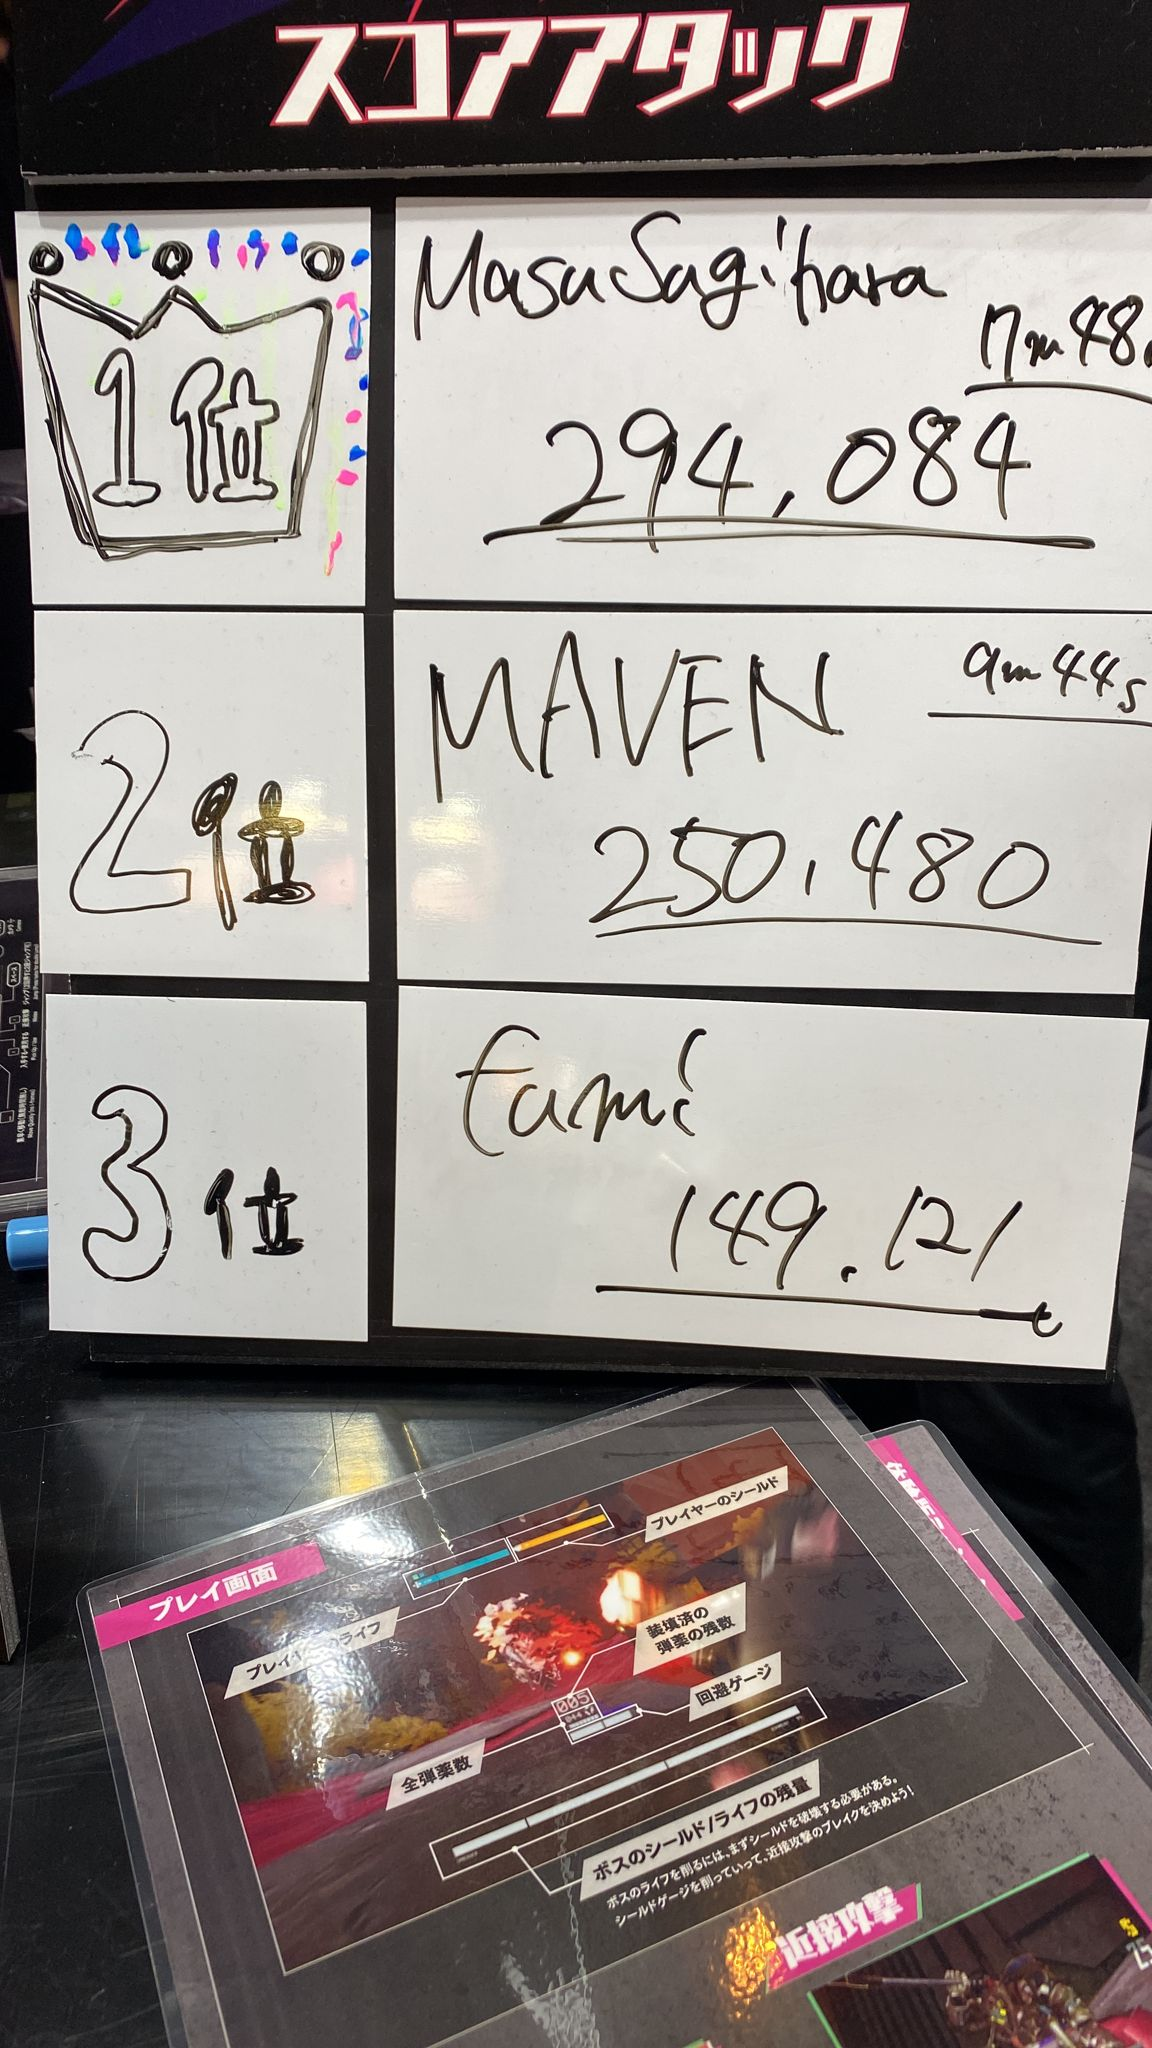 スコアアタック
1位
MasaSagihara
7m48
294,084
2位
MAVEN
9m44s
250,480
3位
fumi
149.121
プレイ画面
プレイヤーのシールド
プレイヤーのライフ
装填済の
弾薬の残数
005
回避ゲージ
全弾薬数
ボスのシールド/ライフの残量
ボスのライフを削るには、まずシールドを破壊する必要がある。
シールドゲージを削っていって、近接攻撃のブレイクを決めよう!
近接攻撃